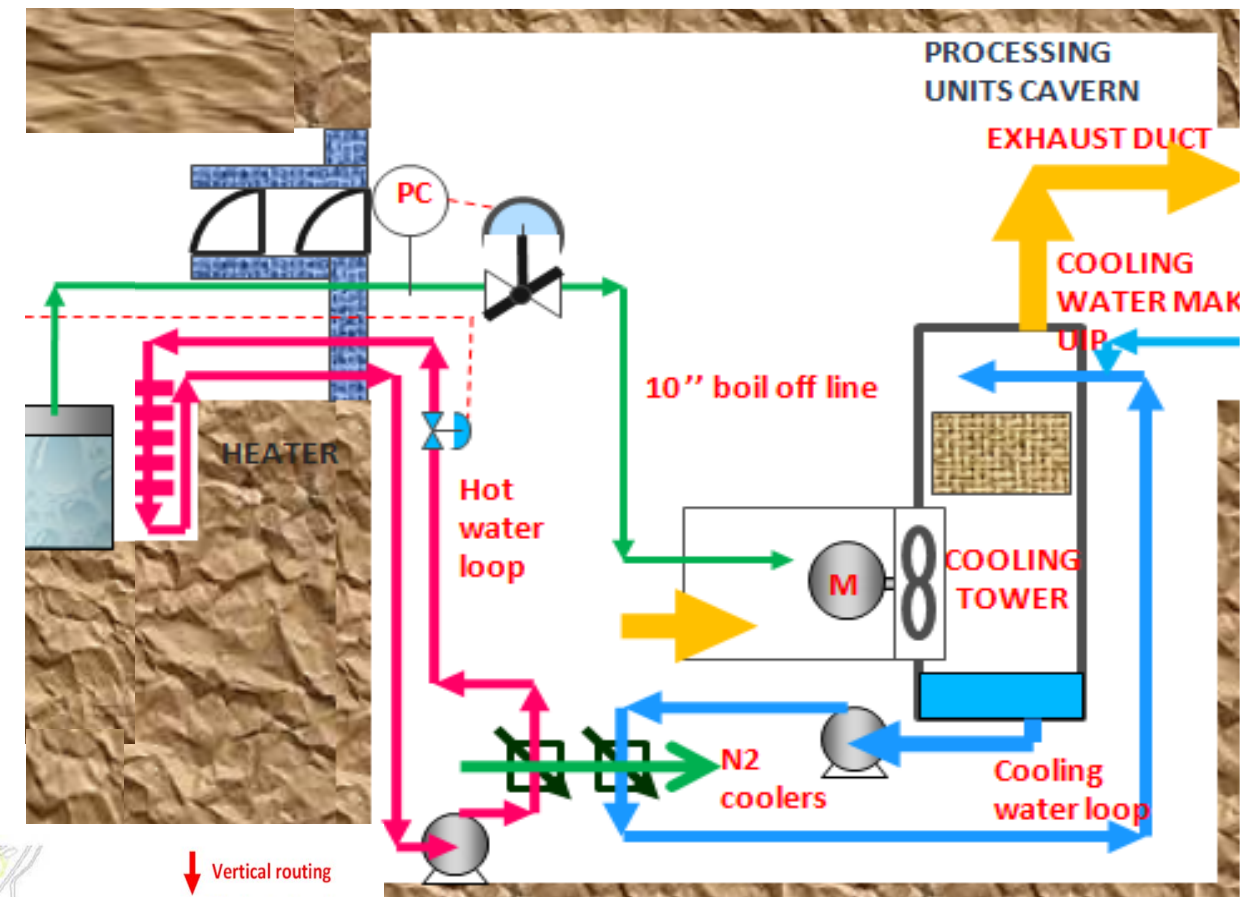 PROCESSING
UNITS CAVERN
EXHAUST DUCT
PC
COOLING
WATER MAK
UIP
10’’ boil off line
HEATER
Hot
water
loop
M
COOLING
TOWER
N2
coolers
Cooling
water loop
Vertical routing